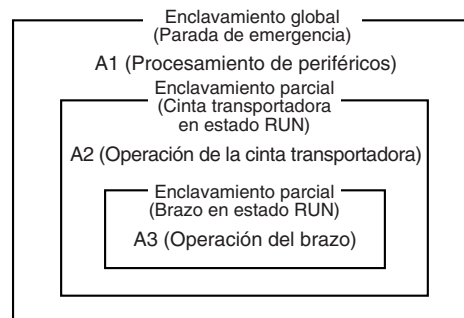 Enclavamiento global
(Parada de emergencia)
A1 (Procesamiento de periféricos)
Enclavamiento parcial
(Cinta transportadora
en estado RUN)
A2 (Operación de la cinta transportadora)
Enclavamiento parcial
(Brazo en estado RUN)
A3 (Operación del brazo)